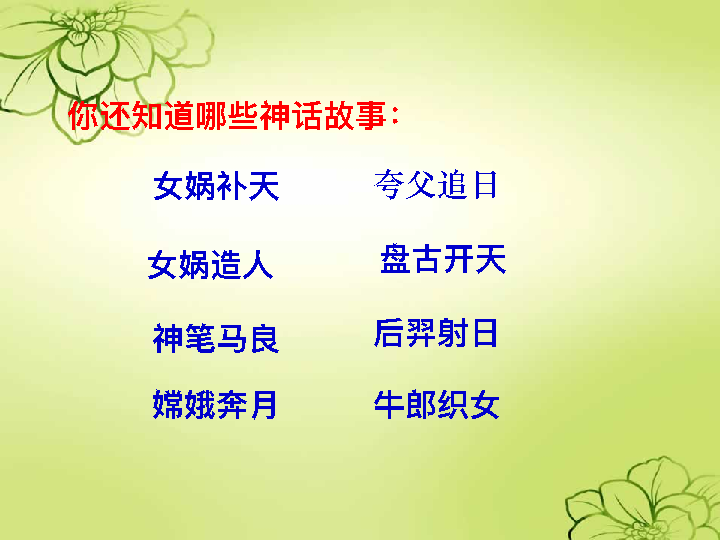 你还知道哪些神话故事：
女娲补天 夸父追日
女娲造人 盘古开天
神笔马良 后羿射日
嫦娥奔月 牛郎织女